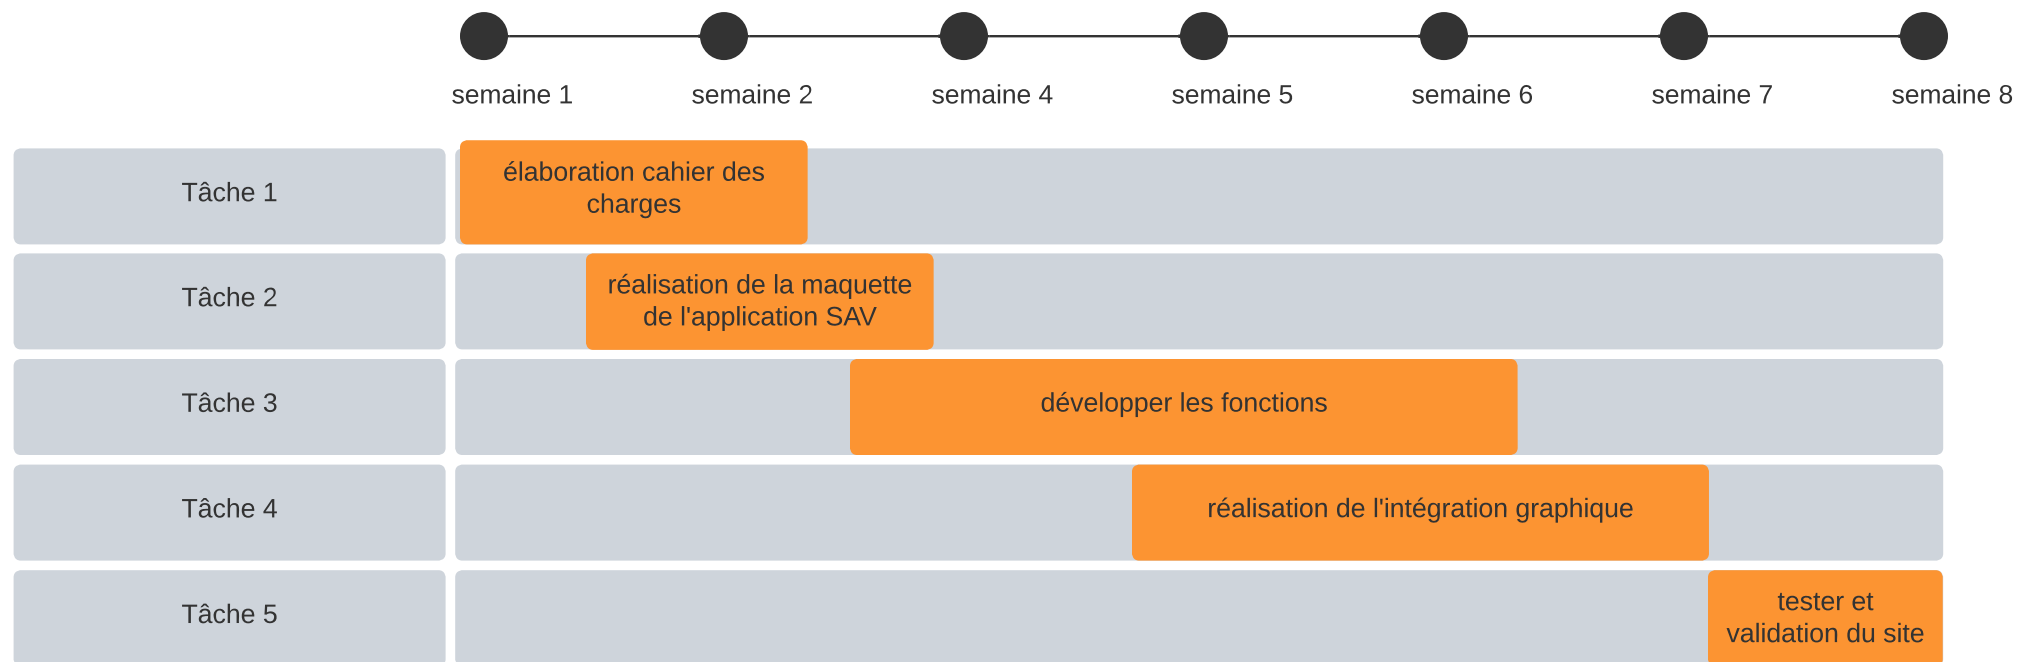 semaine 1
semaine 2
semaine 4
semaine 5
semaine 6
semaine 7
semaine 8
Tâche 1
élaboration cahier des
charges
Tâche 2
réalisation de la maquette
de l'application SAV
Tâche 3
développer les fonctions
Tâche 4
réalisation de l'intégration graphique
Tâche 5
tester et
validation du site